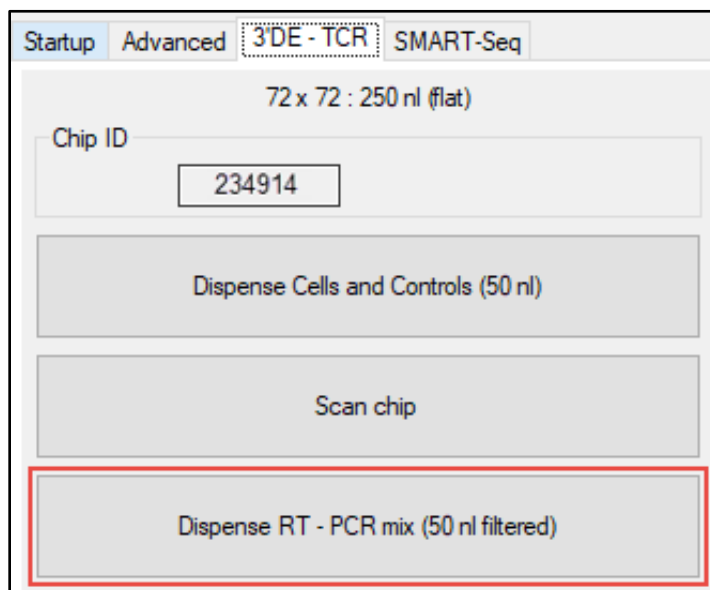 Startup Advanced 3'DE - TCR SMART-Seq
72 x 72 : 250 nl (flat)
Chip ID
234914
Dispense Cells and Controls (50 nl)
Scan chip
Dispense RT - PCR mix (50 nl filtered)